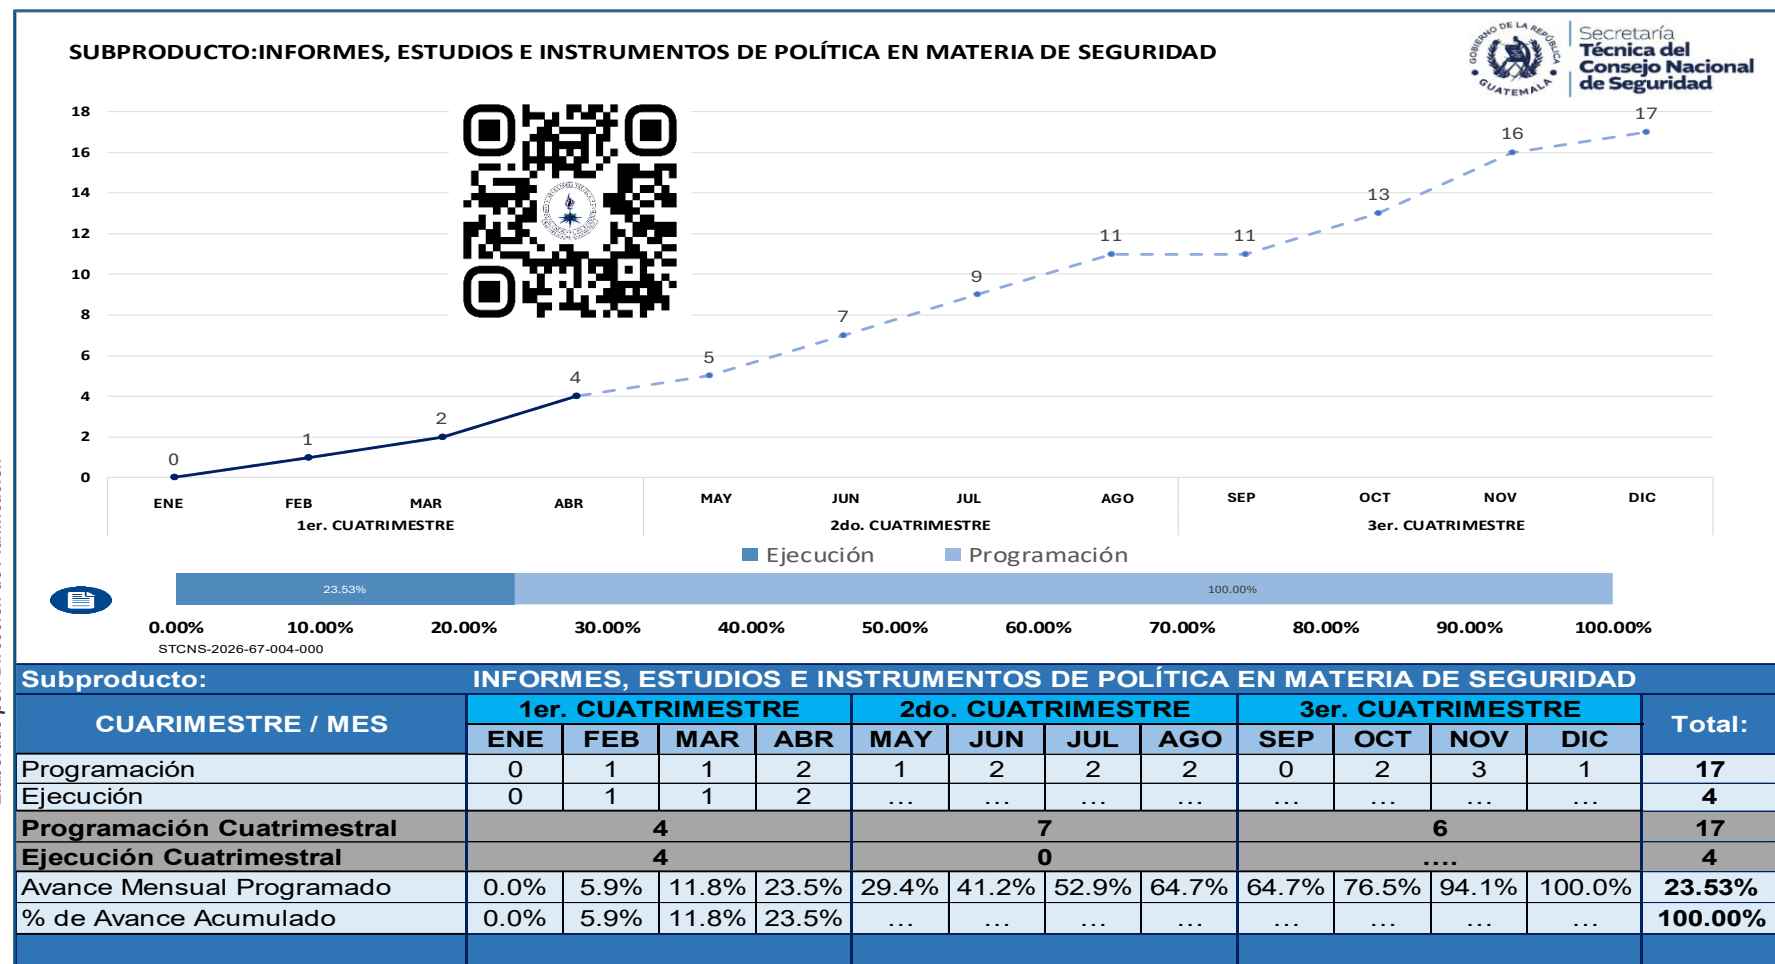 SUBPRODUCTO:INFORMES, ESTUDIOS E INSTRUMENTOS DE POLÍTICA EN MATERIA DE SEGURIDAD
GOBIERNO DE LA REPÚBLICA
GUATEMALA
Secretaría
Técnica del
Consejo Nacional
de Seguridad
18
16
14
12
10
8
6
4
2
0
0
1
2
4
5
7
9
11
11
13
16
17
ENE FEB MAR ABR MAY JUN JUL AGO SEP OCT NOV DIC
1er. CUATRIMESTRE 2do. CUATRIMESTRE 3er. CUATRIMESTRE
Ejecución Programación
23.53% 100.00%
0.00% 10.00% 20.00% 30.00% 40.00% 50.00% 60.00% 70.00% 80.00% 90.00% 100.00%
STCNS-2026-67-004-000
Subproducto: INFORMES, ESTUDIOS E INSTRUMENTOS DE POLÍTICA EN MATERIA DE SEGURIDAD
CUARIMESTRE / MES 1er. CUATRIMESTRE 2do. CUATRIMESTRE 3er. CUATRIMESTRE Total:
ENE FEB MAR ABR MAY JUN JUL AGO SEP OCT NOV DIC
Programación 0 1 1 2 1 2 2 2 0 2 3 1 17
Ejecución 0 1 1 2 ... ... ... ... ... ... ... ... 4
Programación Cuatrimestral 4 7 6 17
Ejecución Cuatrimestral 4 0 .... 4
Avance Mensual Programado 0.0% 5.9% 11.8% 23.5% 29.4% 41.2% 52.9% 64.7% 64.7% 76.5% 94.1% 100.0% 23.53%
% de Avance Acumulado 0.0% 5.9% 11.8% 23.5% ... ... ... ... ... ... ... ... 100.00%